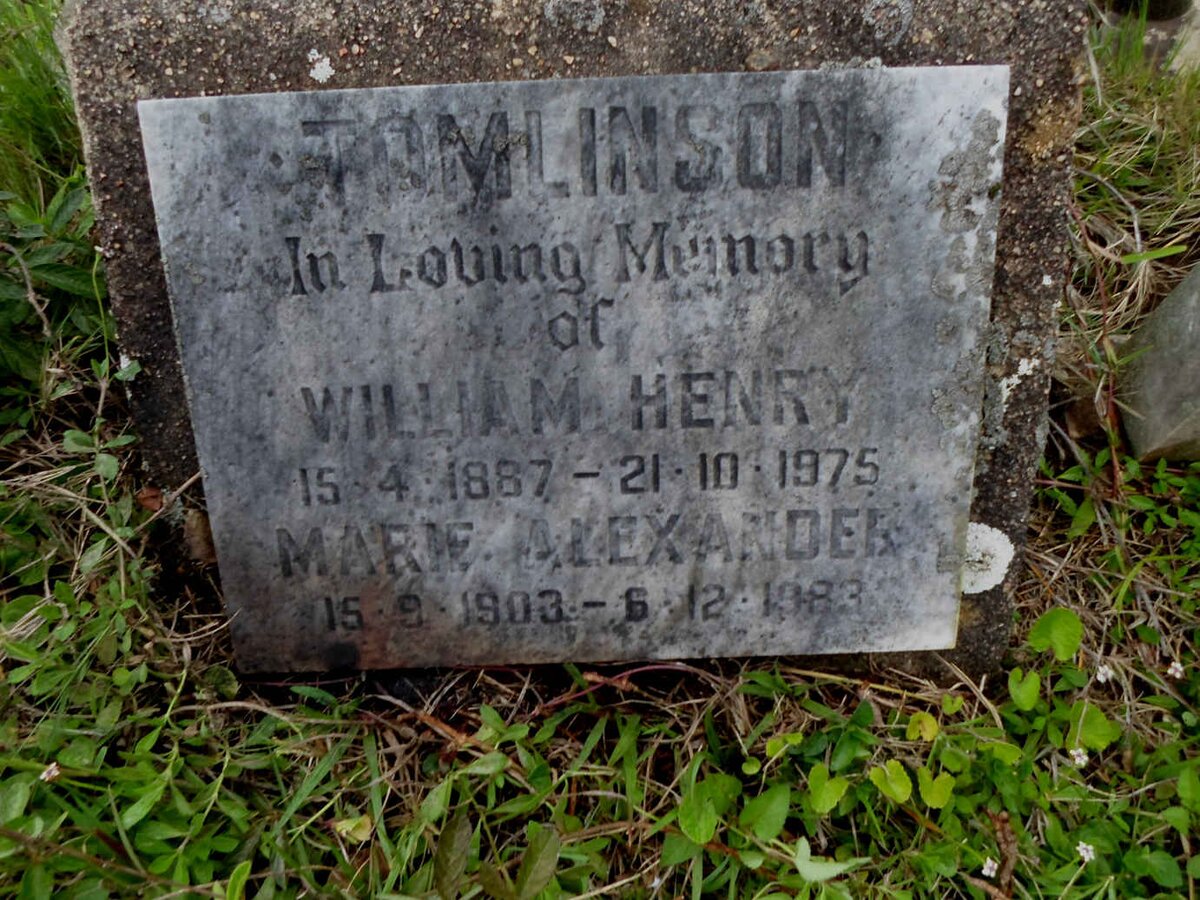 TOMLINSON
In Loving Memory
of
WILLIAM HENRY
15·4·1887 – 21·10·1975
MARIE ALEXANDER
15·9·1903 – 6·12·1983